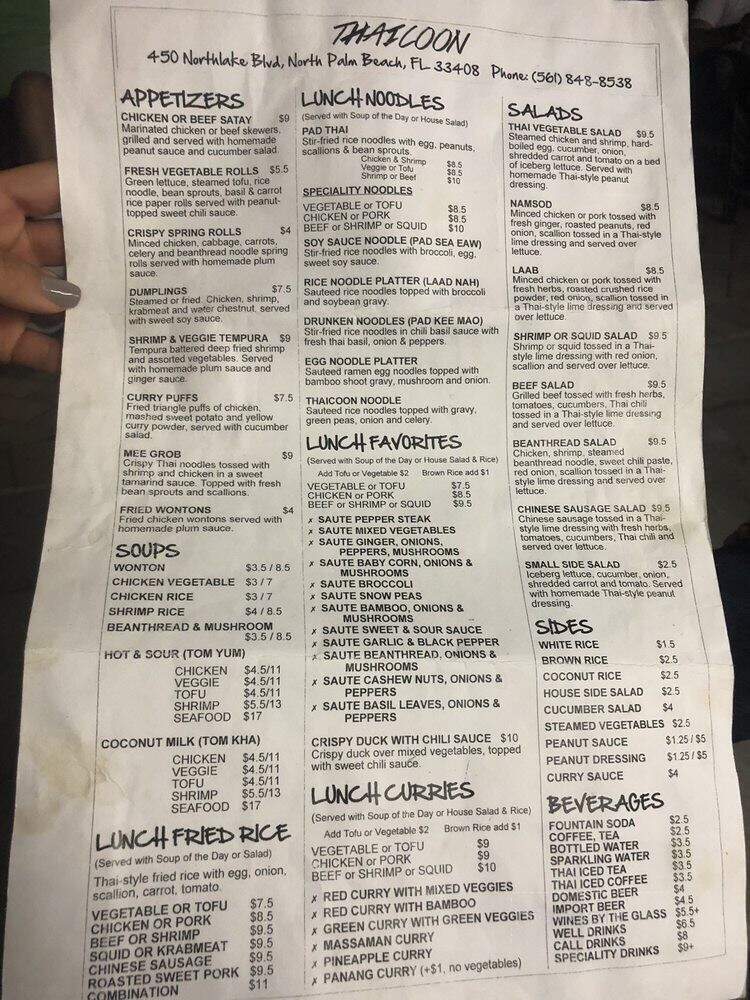 THAICOON
450 Northlake Blvd, North Palm Beach, FL 33408 Phone: (561) 848-8538
APPETIZERS
CHICKEN OR BEEF SATAY $9
Marinated chicken or beef skewers,
grilled and served with homemade
peanut sauce and cucumber salad.
FRESH VEGETABLE ROLLS $5.5
Green lettuce, steamed tofu, rice
noodle, bean sprouts, basil & carrot
rice paper rolls served with peanut-
topped sweet chili sauce.
CRISPY SPRING ROLLS $4
Minced chicken, cabbage, carrots,
celery and beanthread noodle spring
rolls served with homemade plum
sauce.
DUMPLINGS $7.5
Steamed or fried. Chicken, shrimp,
krabmeat and water chestnut, served
with sweet soy sauce.
SHRIMP & VEGGIE TEMPURA $9
Tempura battered deep fried shrimp
and assorted vegetables. Served
with homemade plum sauce and
ginger sauce.
CURRY PUFFS $7.5
Fried triangle puffs of chicken,
mashed sweet potato and yellow
curry powder, served with cucumber
salad.
MEE GROB $9
Crispy Thai noodles tossed with
shrimp and chicken in a sweet
tamarind sauce. Topped with fresh
bean sprouts and scallions.
FRIED WONTONS $4
Fried chicken wontons served with
homemade plum sauce.
SOUPS
WONTON $3.5 / 8.5
CHICKEN VEGETABLE $3 / 7
CHICKEN RICE $3 / 7
SHRIMP RICE $4 / 8.5
BEANTHREAD & MUSHROOM
$3.5 / 8.5
HOT & SOUR (TOM YUM)
CHICKEN $4.5/11
VEGGIE $4.5/11
TOFU $4.5/11
SHRIMP $5.5/13
SEAFOOD $17
COCONUT MILK (TOM KHA)
CHICKEN $4.5/11
VEGGIE $4.5/11
TOFU $4.5/11
SHRIMP $5.5/13
SEAFOOD $17
LUNCH FRIED RICE
(Served with Soup of the Day or Salad)
Thai-style fried rice with egg, onion,
scallion, carrot, tomato.
VEGETABLE OR TOFU $7.5
CHICKEN OR PORK $8.5
BEEF OR SHRIMP $9.5
SQUID OR KRABMEAT $9.5
CHINESE SAUSAGE $9.5
ROASTED SWEET PORK $9.5
COMBINATION $11
LUNCH NOODLES
(Served with Soup of the Day or House Salad)
PAD THAI
Stir-fried rice noodles with egg, peanuts,
scallions & bean sprouts.
Chicken & Shrimp $8.5
Veggie or Tofu $8.5
Shrimp or Beef $10
SPECIALITY NOODLES
VEGETABLE or TOFU $8.5
CHICKEN or PORK $8.5
BEEF or SHRIMP or SQUID $10
SOY SAUCE NOODLE (PAD SEA EAW)
Stir-fried noodles with broccoli, egg,
sweet soy sauce.
RICE NOODLE PLATTER (LAAD NAH)
Sauteed rice noodles topped with broccoli
and soybean gravy.
DRUNKEN NOODLES (PAD KEE MAO)
Stir-fried rice noodles in chili basil sauce with
fresh thai basil, onion & peppers.
EGG NOODLE PLATTER
Sauteed ramen egg noodles topped with
bamboo shoot gravy, mushroom and onion.
THAICOON NOODLE
Sauteed rice noodles topped with gravy,
green peas, onion and celery.
LUNCH FAVORITES
(Served with Soup of the Day or House Salad & Rice)
Add Tofu or Vegetable $2 Brown Rice add $1
VEGETABLE or TOFU $7.5
CHICKEN or PORK $8.5
BEEF or SHRIMP or SQUID $9.5
✗ SAUTE PEPPER STEAK
✗ SAUTE MIXED VEGETABLES
✗ SAUTE GINGER, ONIONS,
PEPPERS, MUSHROOMS
✗ SAUTE BABY CORN, ONIONS &
MUSHROOMS
✗ SAUTE BROCCOLI
✗ SAUTE SNOW PEAS
✗ SAUTE BAMBOO, ONIONS &
MUSHROOMS
✗ SAUTE SWEET & SOUR SAUCE
✗ SAUTE GARLIC & BLACK PEPPER
✗ SAUTE BEANTHREAD, ONIONS &
MUSHROOMS
✗ SAUTE CASHEW NUTS, ONIONS &
PEPPERS
✗ SAUTE BASIL LEAVES, ONIONS &
PEPPERS
CRISPY DUCK WITH CHILI SAUCE $10
Crispy duck over mixed vegetables, topped
with sweet chili sauce.
LUNCH CURRIES
(Served with Soup of the Day or House Salad & Rice)
Add Tofu or Vegetable $2 Brown Rice add $1
VEGETABLE or TOFU $9
CHICKEN or PORK $9
BEEF or SHRIMP or SQUID $10
✗ RED CURRY WITH MIXED VEGGIES
✗ RED CURRY WITH BAMBOO
✗ GREEN CURRY WITH GREEN VEGGIES
✗ MASSAMAN CURRY
✗ PINEAPPLE CURRY
✗ PANANG CURRY (+$1, no vegetables)
SALADS
THAI VEGETABLE SALAD $9.5
Steamed chicken and shrimp, hard-
boiled egg, cucumber, onion,
shredded carrot and tomato on a bed
of iceberg lettuce. Served with
homemade Thai-style peanut
dressing.
NAMSOD $8.5
Minced chicken or pork tossed with
fresh ginger, roasted peanuts, red
onion, scallion tossed in a Thai-style
lime dressing and served over
lettuce.
LAAB $8.5
Minced chicken or pork tossed with
fresh herbs, roasted crushed rice
powder, red onion, scallion tossed in
a Thai-style lime dressing and served
over lettuce.
SHRIMP OR SQUID SALAD $9.5
Shrimp or squid tossed in a Thai-
style lime dressing with red onion,
scallion and served over lettuce.
BEEF SALAD $9.5
Grilled beef tossed with fresh herbs,
tomatoes, cucumbers, Thai chili
tossed in a Thai-style lime dressing
and served over lettuce.
BEANTHREAD SALAD $9.5
Chicken, shrimp, steamed
beanthread noodle, sweet chili paste,
red onion, scallion tossed in a Thai-
style lime dressing and served over
lettuce.
CHINESE SAUSAGE SALAD $9.5
Chinese sausage tossed in a Thai-
style lime dressing with fresh herbs,
tomatoes, cucumbers, Thai chili and
served over lettuce.
SMALL SIDE SALAD $2.5
Iceberg lettuce, cucumber, onion,
shredded carrot and tomato. Served
with homemade Thai-style peanut
dressing.
SIDES
WHITE RICE $1.5
BROWN RICE $2.5
COCONUT RICE $2.5
HOUSE SIDE SALAD $2.5
CUCUMBER SALAD $4
STEAMED VEGETABLES $2.5
PEANUT SAUCE $1.25 / $5
PEANUT DRESSING $1.25 / $5
CURRY SAUCE $4
BEVERAGES
FOUNTAIN SODA $2.5
COFFEE, TEA $2.5
BOTTLED WATER $3.5
SPARKLING WATER $3.5
THAI ICED TEA $3.5
THAI ICED COFFEE $3.5
DOMESTIC BEER $4
IMPORT BEER $4.5
WINES BY THE GLASS $5.5+
WELL DRINKS $6.5
CALL DRINKS $8
SPECIALITY DRINKS $9+